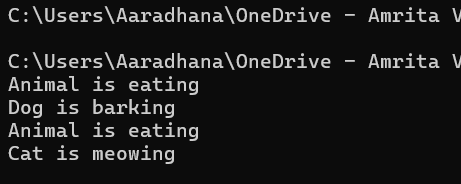 C:\Users\Aaradhana\OneDrive - Amrita V
C:\Users\Aaradhana\OneDrive - Amrita V
Animal is eating
Dog is barking
Animal is eating
Cat is meowing